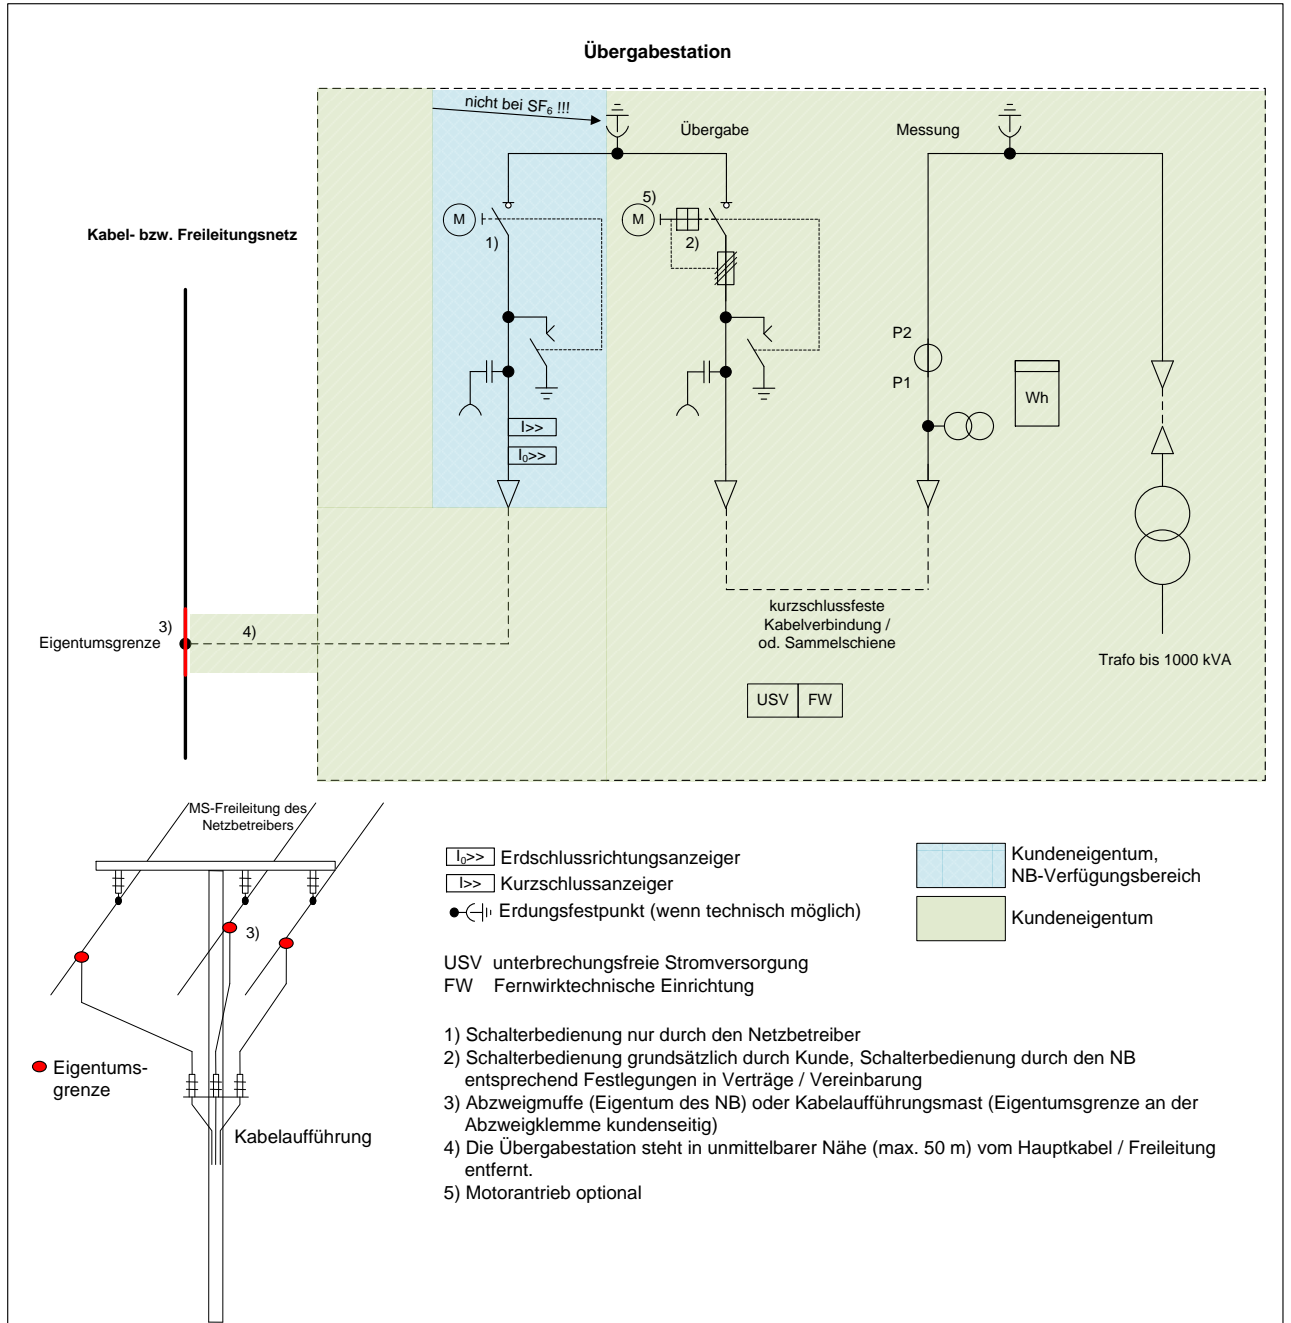 Übergabestation
nicht bei SF₆ !!!
Übergabe
Messung
5)
M
M
1)
2)
Kabel- bzw. Freileitungsnetz
P2
P1
Wh
I>>
I₀>>
kurzschlussfeste
Kabelverbindung /
od. Sammelschiene
3)
4)
Eigentumsgrenze
Trafo bis 1000 kVA
USV
FW
MS-Freileitung des
Netzbetreibers
3)
Eigentums-
grenze
Kabelaufführung
I₀>> Erdschlussrichtungsanzeiger
I>> Kurzschlussanzeiger
Erdungsfestpunkt (wenn technisch möglich)
Kundeneigentum,
NB-Verfügungsbereich
Kundeneigentum
USV unterbrechungsfreie Stromversorgung
FW Fernwirktechnische Einrichtung
1) Schalterbedienung nur durch den Netzbetreiber
2) Schalterbedienung grundsätzlich durch Kunde, Schalterbedienung durch den NB
entsprechend Festlegungen in Verträge / Vereinbarung
3) Abzweigmuffe (Eigentum des NB) oder Kabelaufführungsmast (Eigentumsgrenze an der
Abzweigklemme kundenseitig)
4) Die Übergabestation steht in unmittelbarer Nähe (max. 50 m) vom Hauptkabel / Freileitung
entfernt.
5) Motorantrieb optional